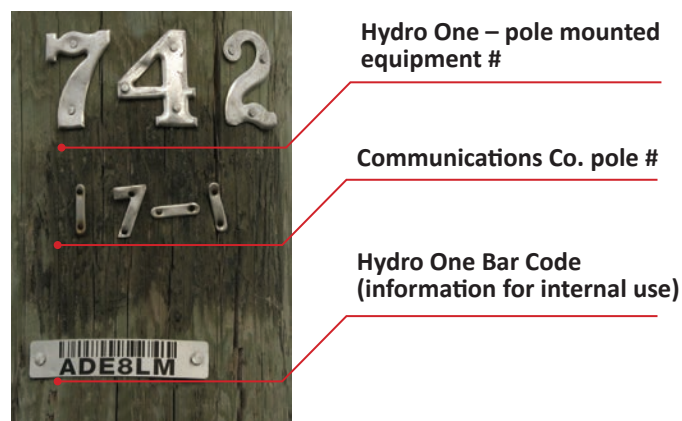 742
Hydro One – pole mounted
equipment #
17-1
Communications Co. pole #
ADE8LM
Hydro One Bar Code
(information for internal use)